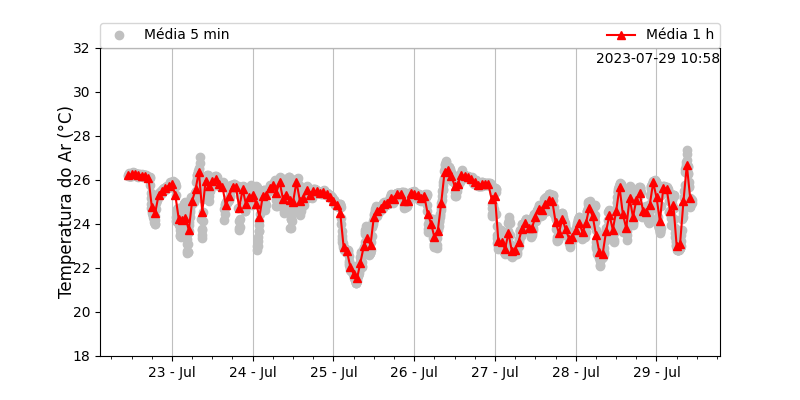 Média 5 min
Média 1 h
2023-07-29 10:58
Temperatura do Ar (°C)
32
30
28
26
24
22
20
18
23 - Jul
24 - Jul
25 - Jul
26 - Jul
27 - Jul
28 - Jul
29 - Jul